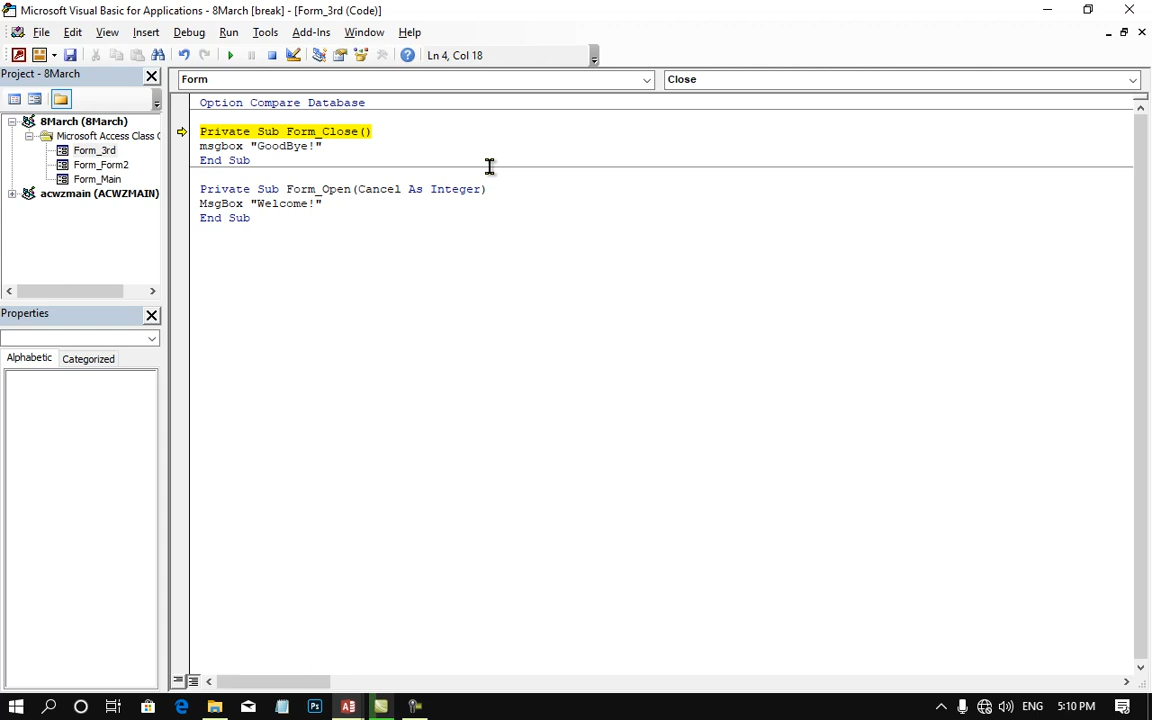 Microsoft Visual Basic for Applications - 8March [break] - [Form_3rd (Code)]
File Edit View Insert Debug Run Tools Add-Ins Window Help
Ln 4, Col 18
Project - 8March
Form Close
8March (8March)
Microsoft Access Class
Form_3rd
Form_Form2
Form_Main
acwzmain (ACWZMAIN)
Properties
Alphabetic Categorized
Option Compare Database
Private Sub Form_Close()
msgbox "GoodBye!"
End Sub
Private Sub Form_Open(Cancel As Integer)
MsgBox "Welcome!"
End Sub
ENG 5:10 PM